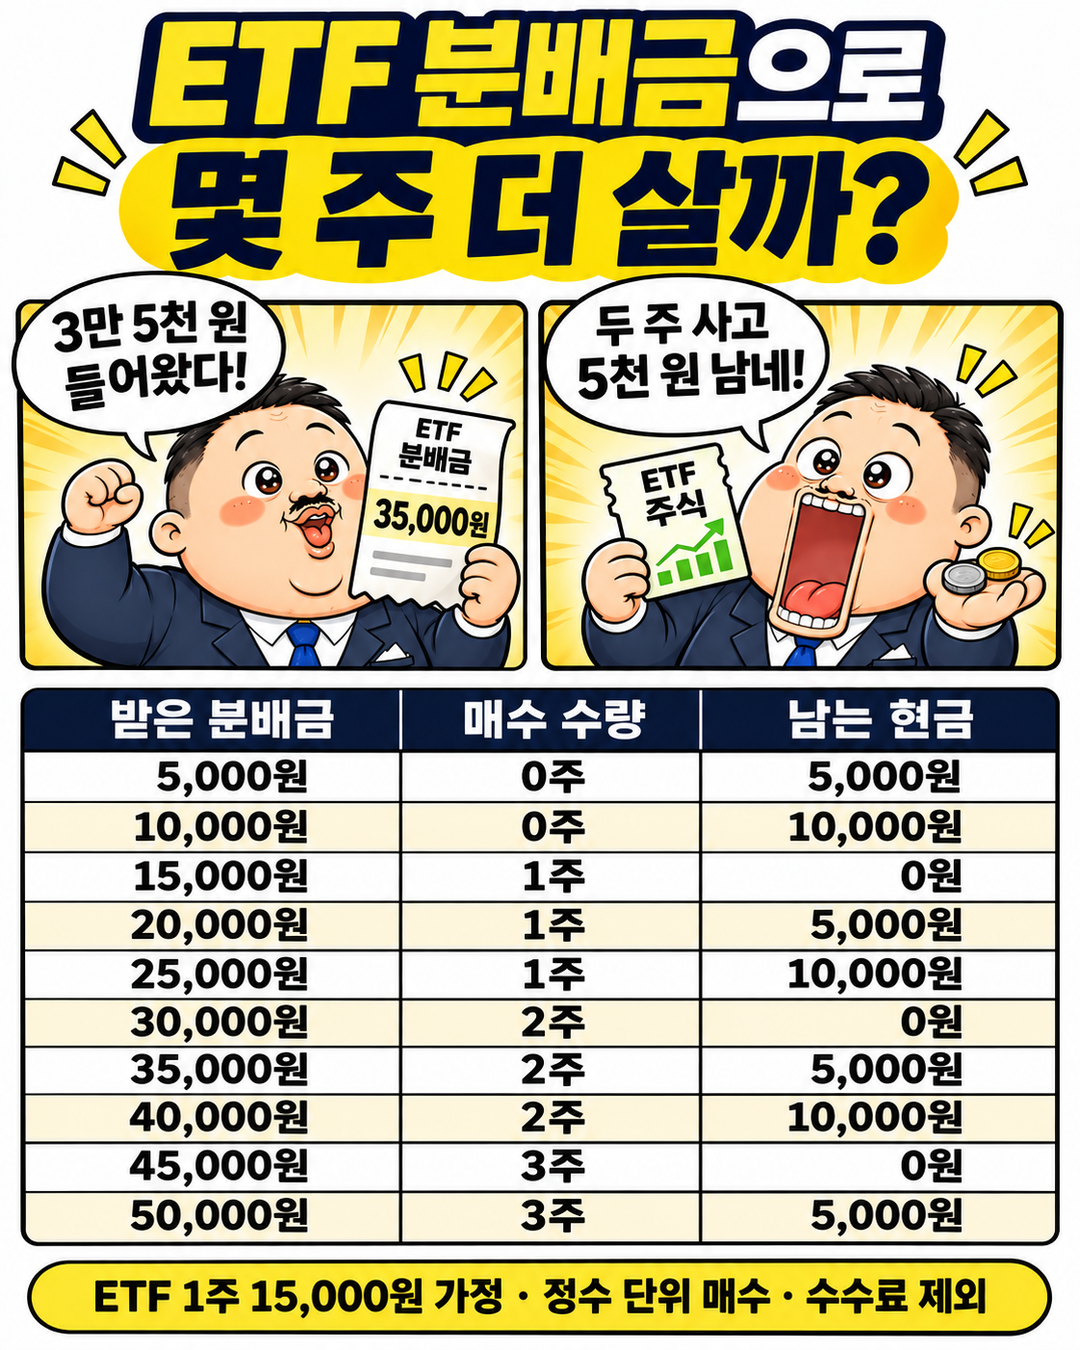 ETF 분배금으로
몇 주 더 살까?
3만 5천 원
들어왔다!
ETF
분배금
35,000원
두 주 사고
5천 원 남네!
ETF
주식
받은 분배금 매수 수량 남는 현금
5,000원 0주 5,000원
10,000원 0주 10,000원
15,000원 1주 0원
20,000원 1주 5,000원
25,000원 1주 10,000원
30,000원 2주 0원
35,000원 2주 5,000원
40,000원 2주 10,000원
45,000원 3주 0원
50,000원 3주 5,000원
ETF 1주 15,000원 가정 · 정수 단위 매수 · 수수료 제외